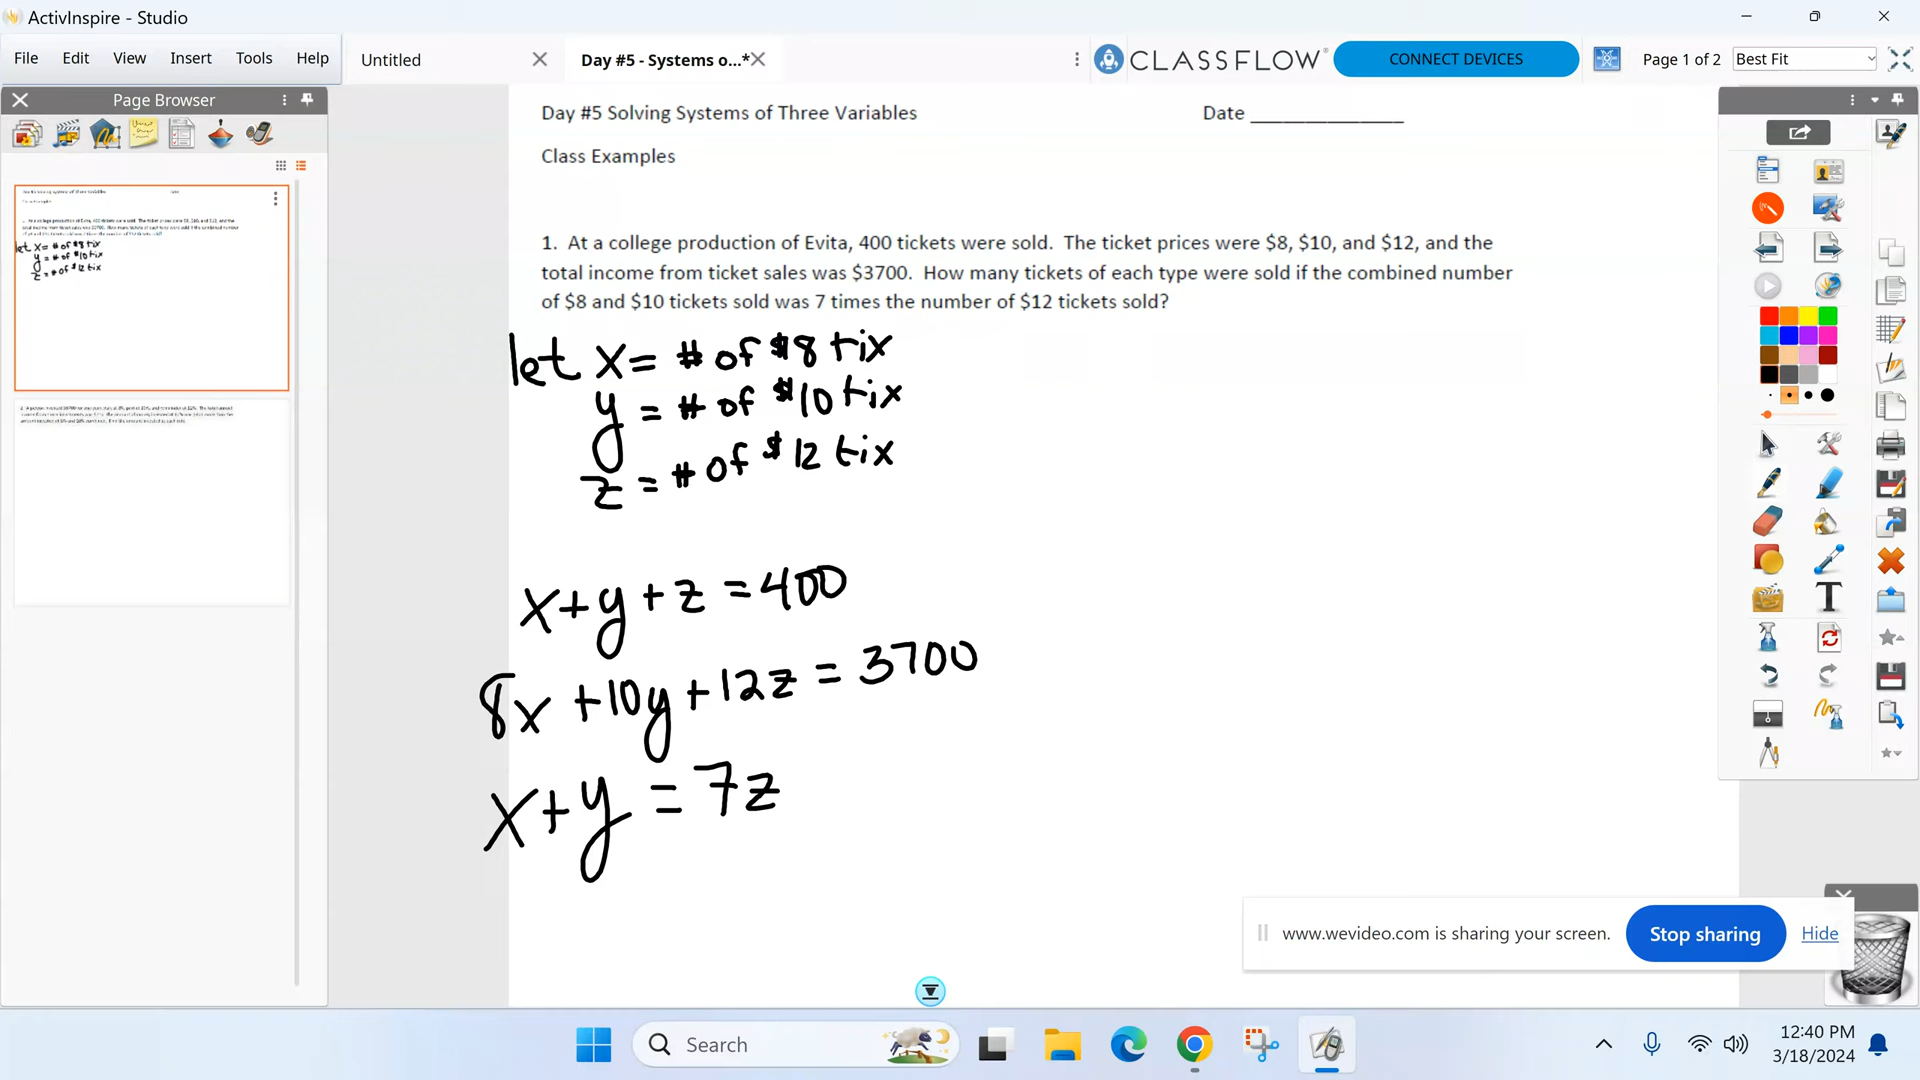 ActivInspire - Studio
File Edit View Insert Tools Help
Untitled
Day #5 - Systems o...*
CLASSFLOW
CONNECT DEVICES
Page 1 of 2
Best Fit
Page Browser
Day #5 Solving Systems of Three Variables
Date _______________
Class Examples
1. At a college production of Evita, 400 tickets were sold. The ticket prices were $8, $10, and $12, and the
total income from ticket sales was $3700. How many tickets of each type were sold if the combined number
of $8 and $10 tickets sold was 7 times the number of $12 tickets sold?
let x = # of $8 tix
y = # of $10 tix
z = # of $12 tix
x+y+z = 400
8x +10y+12z = 3700
x+y = 7z
www.wevideo.com is sharing your screen.
Stop sharing
Hide
Search
12:40 PM
3/18/2024